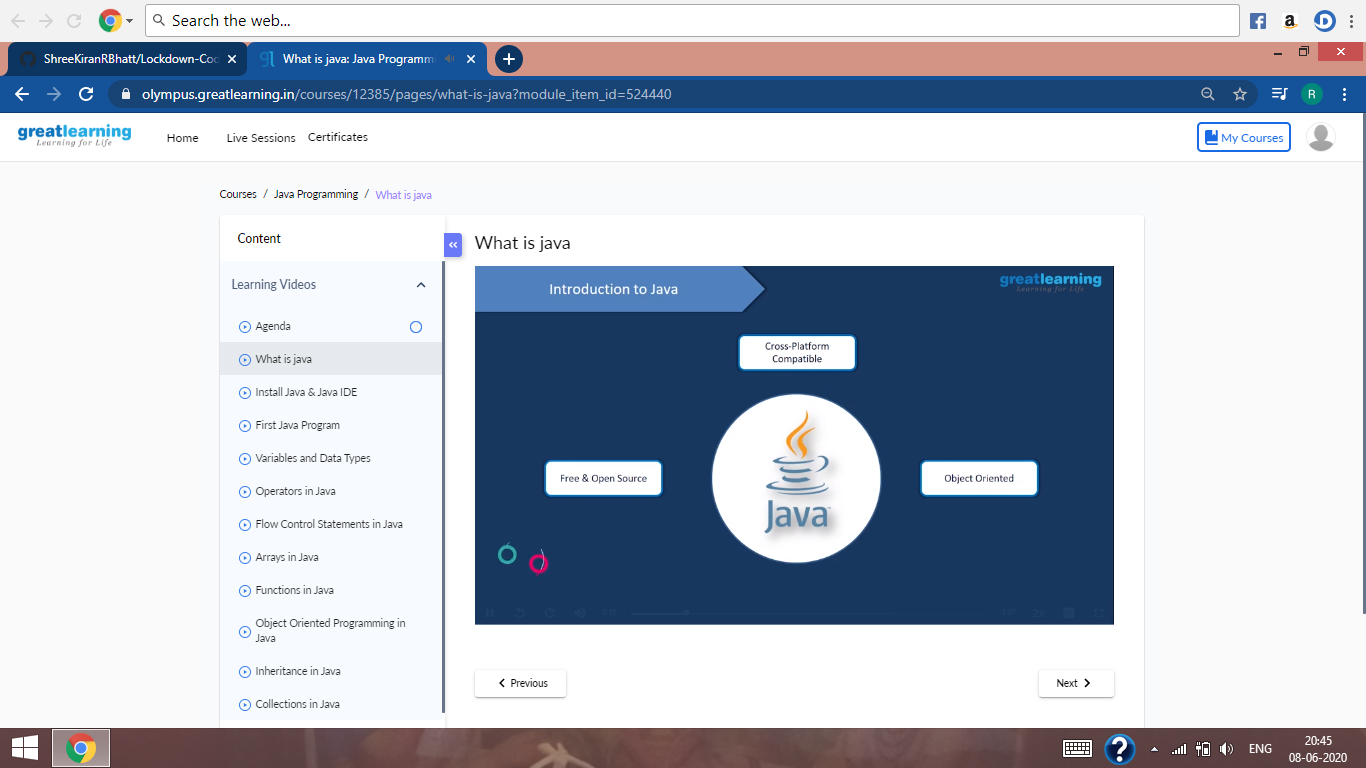 Search the web...
ShreeKiranRBhatt/Lockdown-Coc
What is java: Java Programm
olympus.greatlearning.in/courses/12385/pages/what-is-java?module_item_id=524440
R
greatlearning
Learning for Life
Home
Live Sessions
Certificates
My Courses
Courses / Java Programming / What is java
Content
Learning Videos
Agenda
What is java
Install Java & Java IDE
First Java Program
Variables and Data Types
Operators in Java
Flow Control Statements in Java
Arrays in Java
Functions in Java
Object Oriented Programming in
Java
Inheritance in Java
Collections in Java
What is java
Introduction to Java
greatlearning
Learning for Life
Cross-Platform
Compatible
Free & Open Source
Java
Object Oriented
Previous
Next
ENG
20:45
08-06-2020